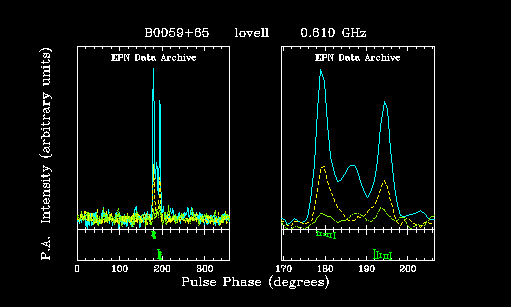 B0059+65 lovell 0.610 GHz
EPN Data Archive EPN Data Archive
P.A. Intensity (arbitrary units)
0 100 200 300 170 180 190 200
Pulse Phase (degrees)